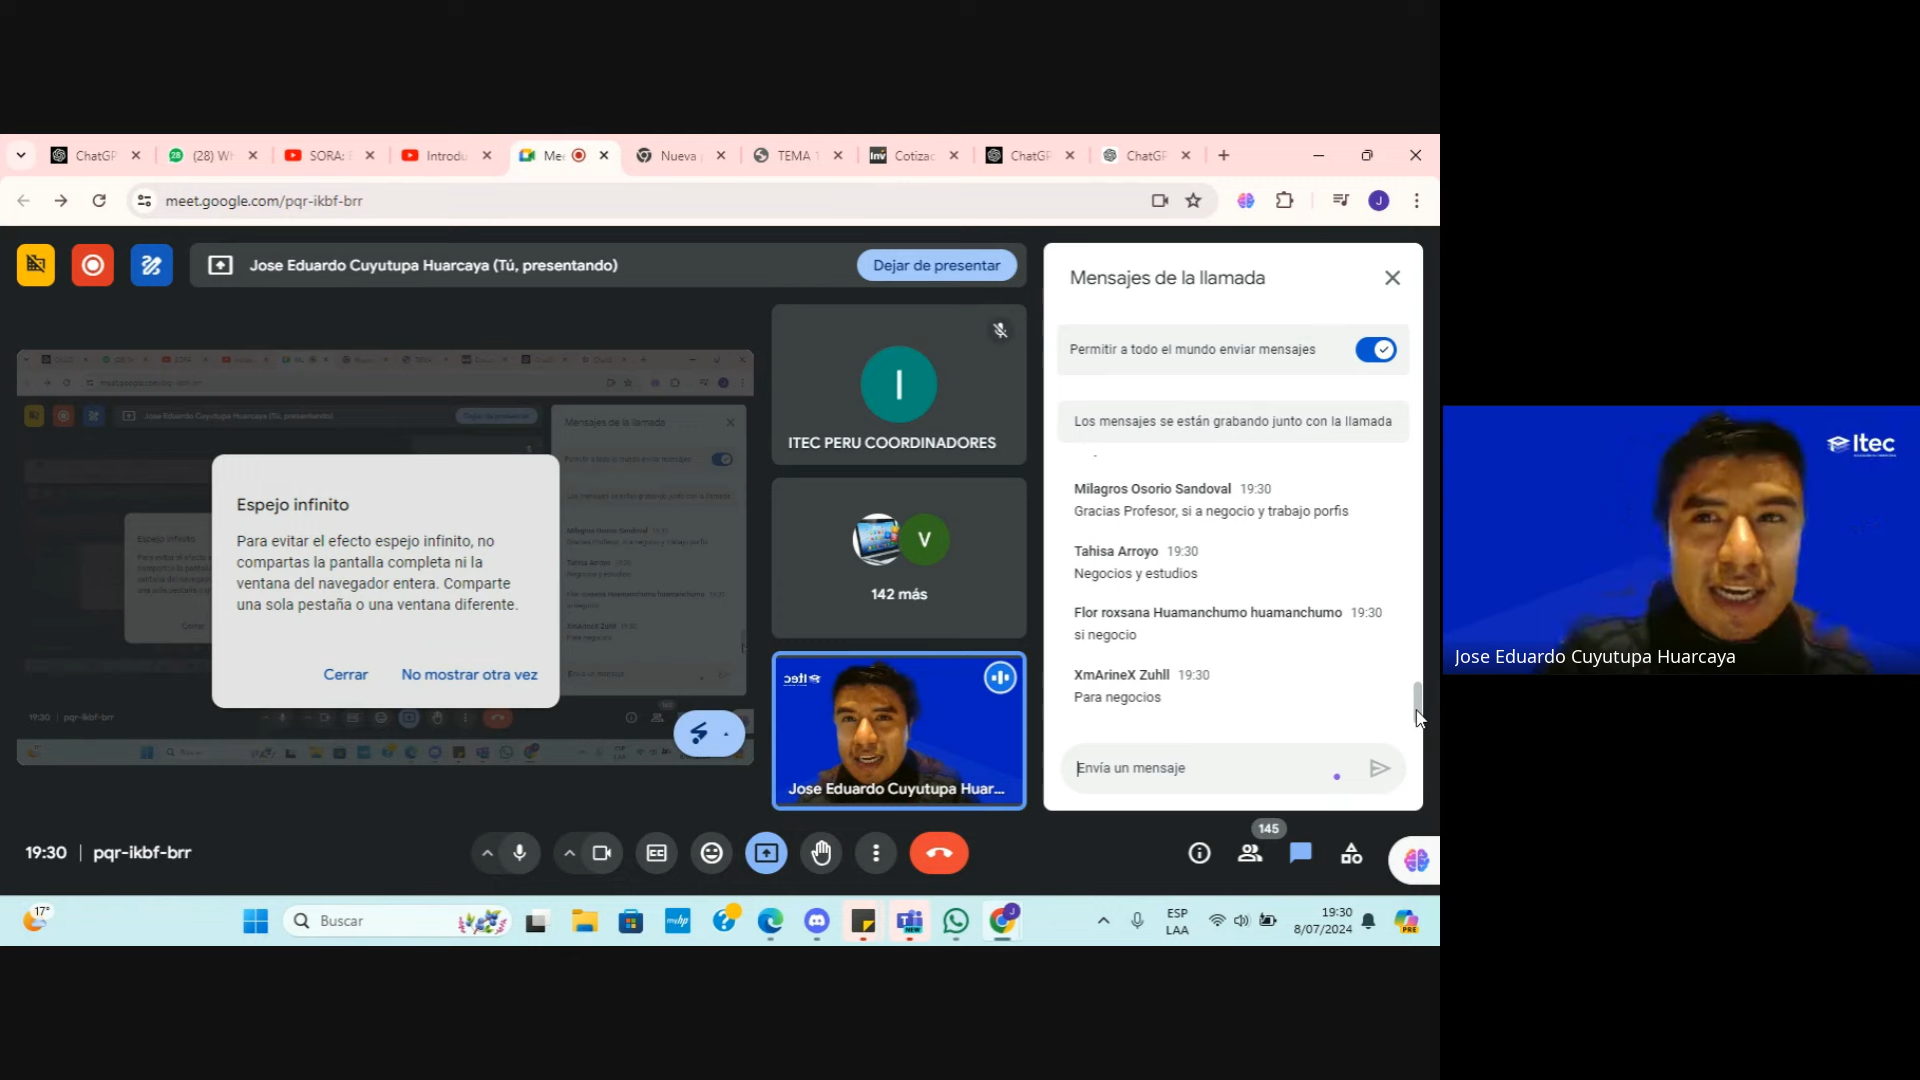 ChatGP
(28) W
SORA:
Introdu
Me
Nueva
TEMA 1
Cotizac
ChatGP
ChatGP
meet.google.com/pqr-ikbf-brr
J
Jose Eduardo Cuyutupa Huarcaya (Tú, presentando)
Dejar de presentar
Mensajes de la llamada
Permitir a todo el mundo enviar mensajes
Los mensajes se están grabando junto con la llamada
Milagros Osorio Sandoval 19:30
Gracias Profesor, si a negocio y trabajo porfis
Tahisa Arroyo 19:30
Negocios y estudios
Flor roxsana Huamanchumo huamanchumo 19:30
si negocio
XmArineX Zuhll 19:30
Para negocios
Envía un mensaje
I
ITEC PERU COORDINADORES
V
142 más
Itec
Jose Eduardo Cuyutupa Huar...
Espejo infinito
Para evitar el efecto espejo infinito, no
compartas la pantalla completa ni la
ventana del navegador entera. Comparte
una sola pestaña o una ventana diferente.
Cerrar
No mostrar otra vez
19:30 | pqr-ikbf-brr
145
17°
Buscar
ESP
LAA
19:30
8/07/2024
Itec
Jose Eduardo Cuyutupa Huarcaya